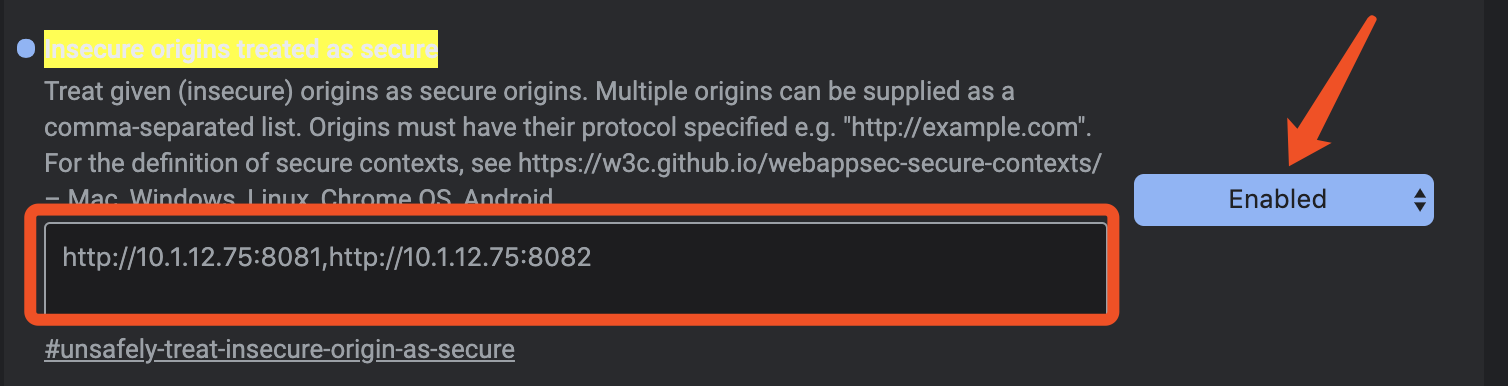 Insecure origins treated as secure
Treat given (insecure) origins as secure origins. Multiple origins can be supplied as a
comma-separated list. Origins must have their protocol specified e.g. "http://example.com".
For the definition of secure contexts, see https://w3c.github.io/webappsec-secure-contexts/
– Mac, Windows, Linux, Chrome OS, Android
Enabled
http://10.1.12.75:8081,http://10.1.12.75:8082
#unsafely-treat-insecure-origin-as-secure